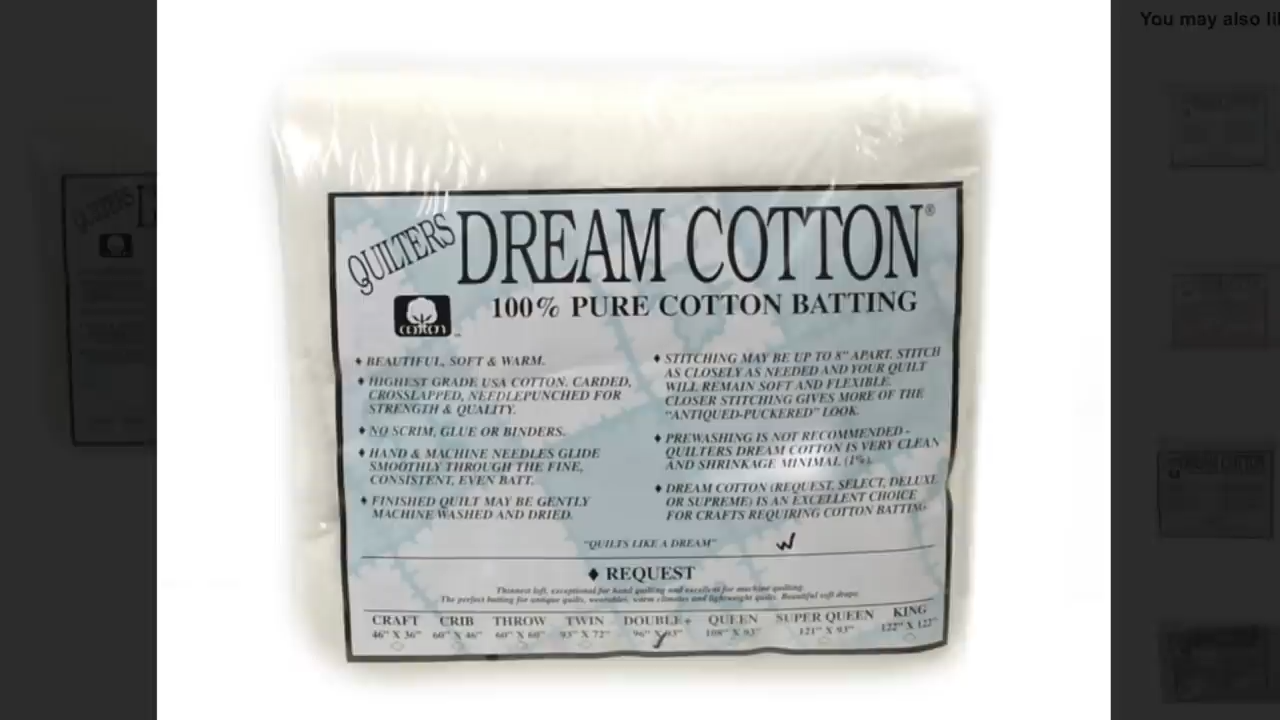 You may also li
QUILTERS DREAM COTTON®
COTTON
100% PURE COTTON BATTING
♦ BEAUTIFUL, SOFT & WARM.
♦ HIGHEST GRADE USA COTTON. CARDED,
CROSSLAPPED, NEEDLEPUNCHED FOR
STRENGTH & QUALITY.
♦ NO SCRIM, GLUE OR BINDERS.
♦ HAND & MACHINE NEEDLES GLIDE
SMOOTHLY THROUGH THE FINE,
CONSISTENT, EVEN BATT.
♦ FINISHED QUILT MAY BE GENTLY
MACHINE WASHED AND DRIED.
♦ STITCHING MAY BE UP TO 8" APART. STITCH
AS CLOSELY AS NEEDED AND YOUR QUILT
WILL REMAIN SOFT AND FLEXIBLE.
CLOSER STITCHING GIVES MORE OF THE
"ANTIQUED-PUCKERED" LOOK.
♦ PREWASHING IS NOT RECOMMENDED -
QUILTERS DREAM COTTON IS VERY CLEAN
AND SHRINKAGE MINIMAL (1%).
♦ DREAM COTTON (REQUEST, SELECT, DELUXE
OR SUPREME) IS AN EXCELLENT CHOICE
FOR CRAFTS REQUIRING COTTON BATTING.
"QUILTS LIKE A DREAM" W
♦ REQUEST
Thinnest loft, exceptional for hand quilting and excellent for machine quilting.
The perfect batting for antique quilts, wearables, warm climates and lightweight quilts. Beautiful soft drape.
CRAFT CRIB THROW TWIN DOUBLE+ QUEEN SUPER QUEEN KING
46" X 36" 60" X 46" 60" X 60" 93" X 72" 96" X 93" 108" X 93" 121" X 93" 122" X 122"
QUILTERS
DREAM COTTON